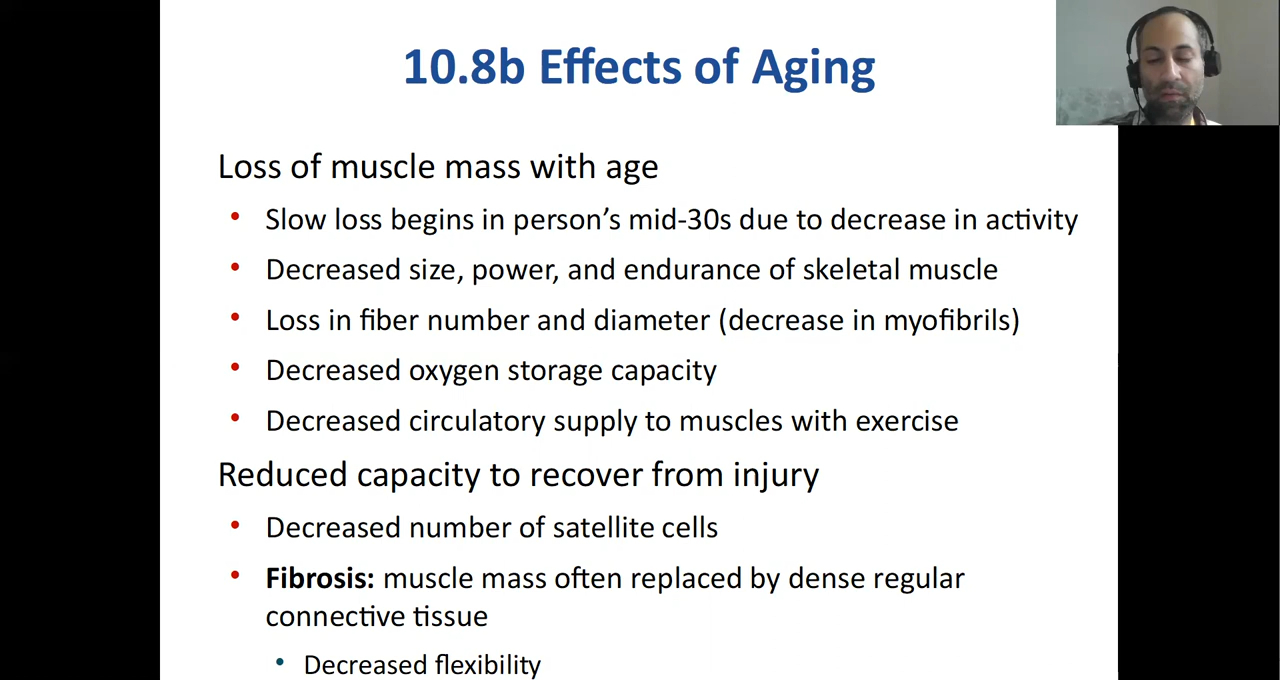 10.8b Effects of Aging
Loss of muscle mass with age
• Slow loss begins in person’s mid-30s due to decrease in activity
• Decreased size, power, and endurance of skeletal muscle
• Loss in fiber number and diameter (decrease in myofibrils)
• Decreased oxygen storage capacity
• Decreased circulatory supply to muscles with exercise
Reduced capacity to recover from injury
• Decreased number of satellite cells
• Fibrosis: muscle mass often replaced by dense regular
connective tissue
• Decreased flexibility